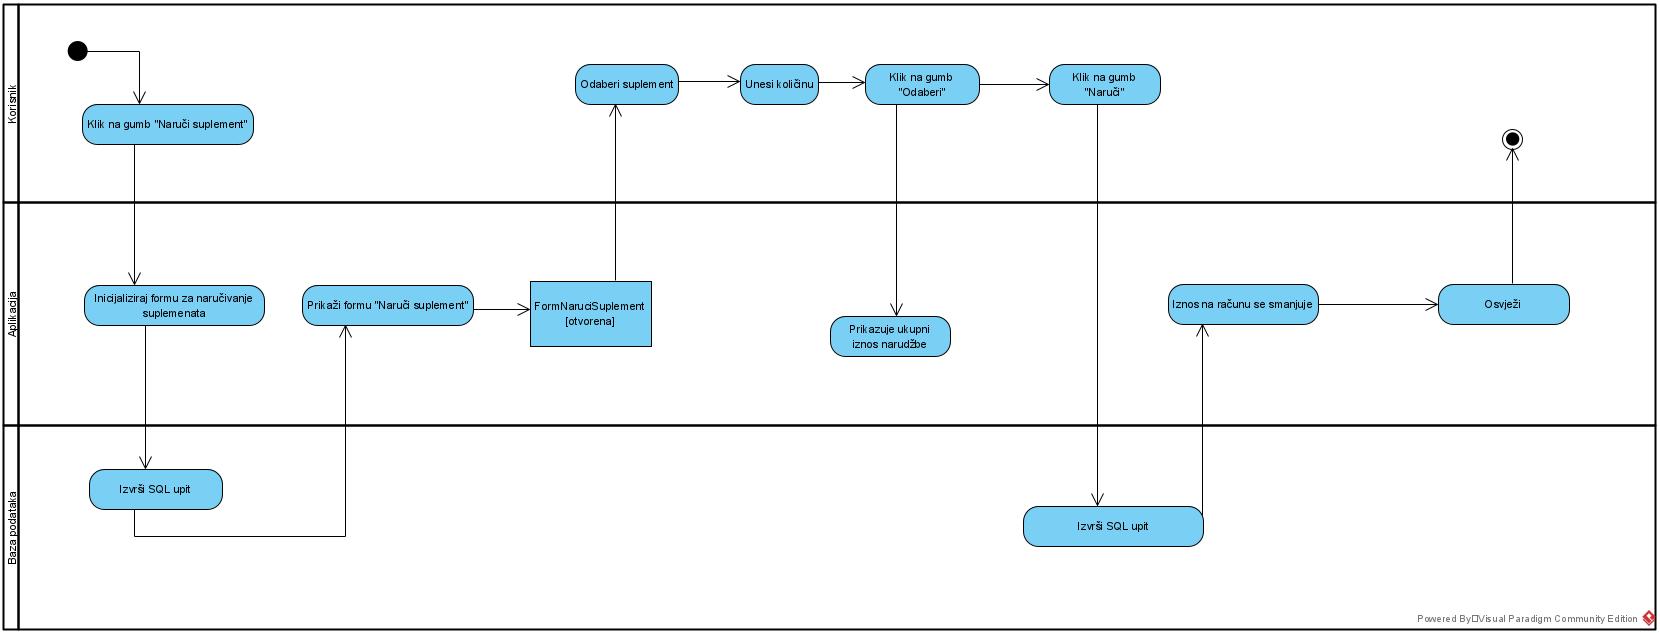 Korisnik
Klik na gumb "Naruči suplement"
Odaberi suplement
Unesi količinu
Klik na gumb
"Odaberi"
Klik na gumb
"Naruči"
Aplikacija
Inicijaliziraj formu za naručivanje
suplemenata
Prikaži formu "Naruči suplement"
FormNaruciSuplement
[otvorena]
Prikazuje ukupni
iznos narudžbe
Iznos na računu se smanjuje
Osvježi
Baza podataka
Izvrši SQL upit
Izvrši SQL upit
Powered By□Visual Paradigm Community Edition